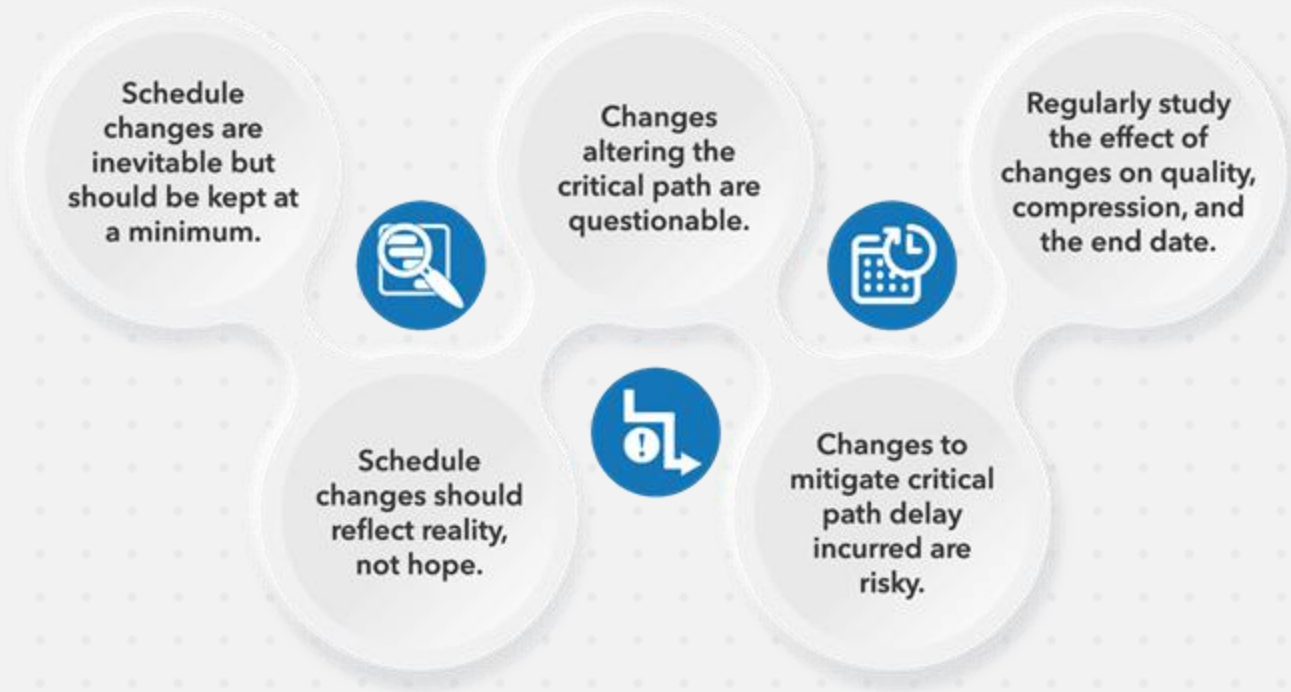 Schedule
changes are
inevitable but
should be kept at
a minimum.
Schedule
changes should
reflect reality,
not hope.
Changes
altering the
critical path are
questionable.
Changes to
mitigate critical
path delay
incurred are
risky.
Regularly study
the effect of
changes on quality,
compression, and
the end date.